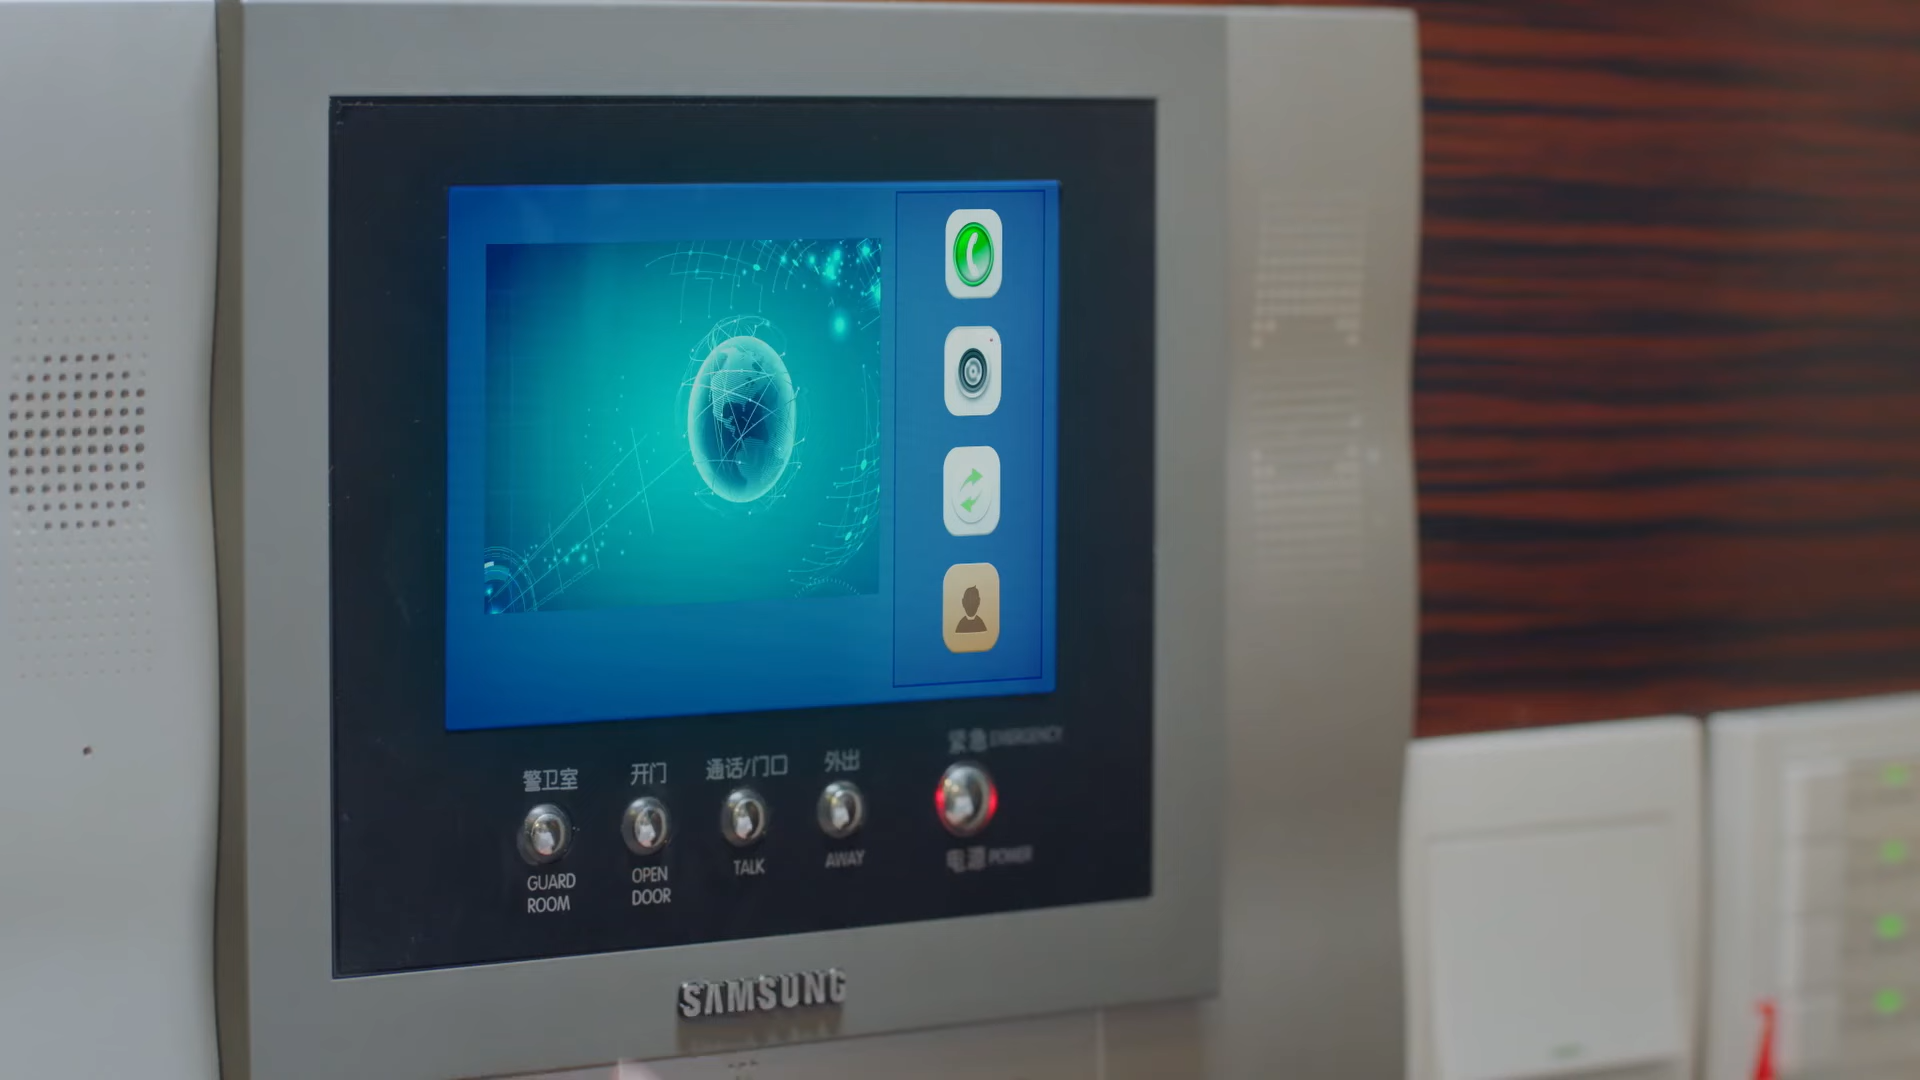 紧急 EMERGENCY
警卫室
开门
通话/门口
外出
GUARD
ROOM
OPEN
DOOR
TALK
AWAY
电源 POWER
SAMSUNG